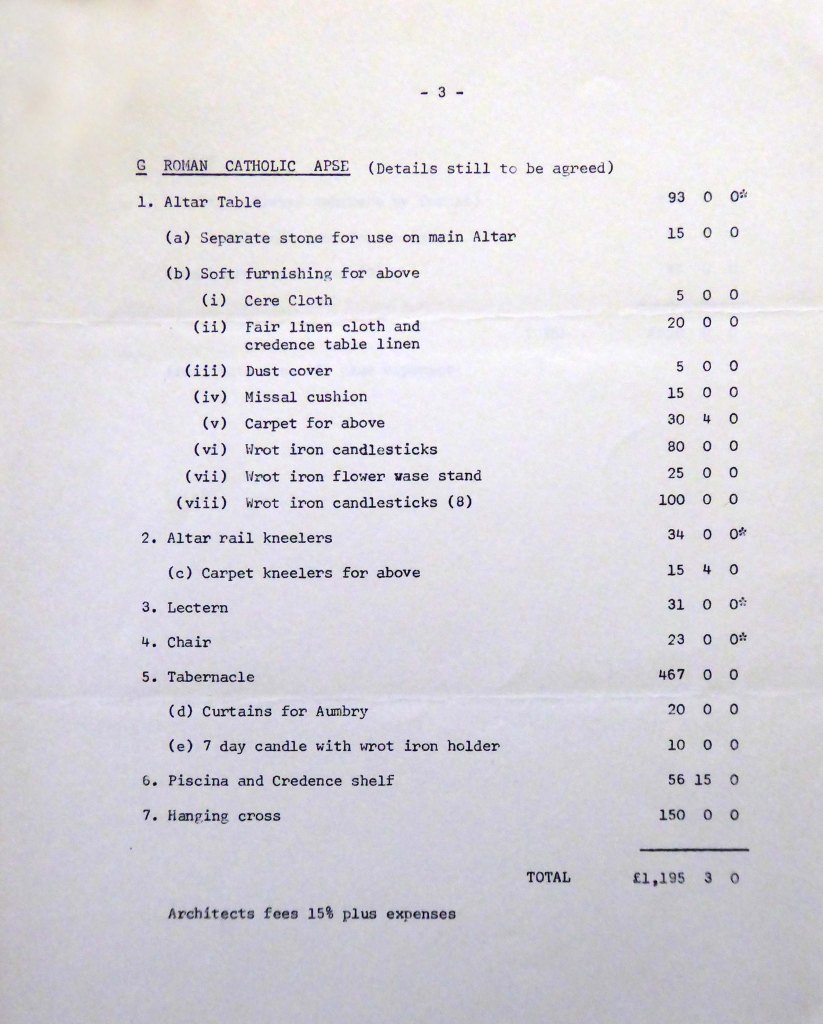 - 3 -
G ROMAN CATHOLIC APSE (Details still to be agreed)
1. Altar Table 93 0 0*
(a) Separate stone for use on main Altar 15 0 0
(b) Soft furnishing for above
(i) Cere Cloth 5 0 0
(ii) Fair linen cloth and 20 0 0
credence table linen
(iii) Dust cover 5 0 0
(iv) Missal cushion 15 0 0
(v) Carpet for above 30 4 0
(vi) Wrot iron candlesticks 80 0 0
(vii) Wrot iron flower wase stand 25 0 0
(viii) Wrot iron candlesticks (8) 100 0 0
2. Altar rail kneelers 34 0 0*
(c) Carpet kneelers for above 15 4 0
3. Lectern 31 0 0*
4. Chair 23 0 0*
5. Tabernacle 467 0 0
(d) Curtains for Aumbry 20 0 0
(e) 7 day candle with wrot iron holder 10 0 0
6. Piscina and Credence shelf 56 15 0
7. Hanging cross 150 0 0
TOTAL £1,195 3 0
Architects fees 15% plus expenses